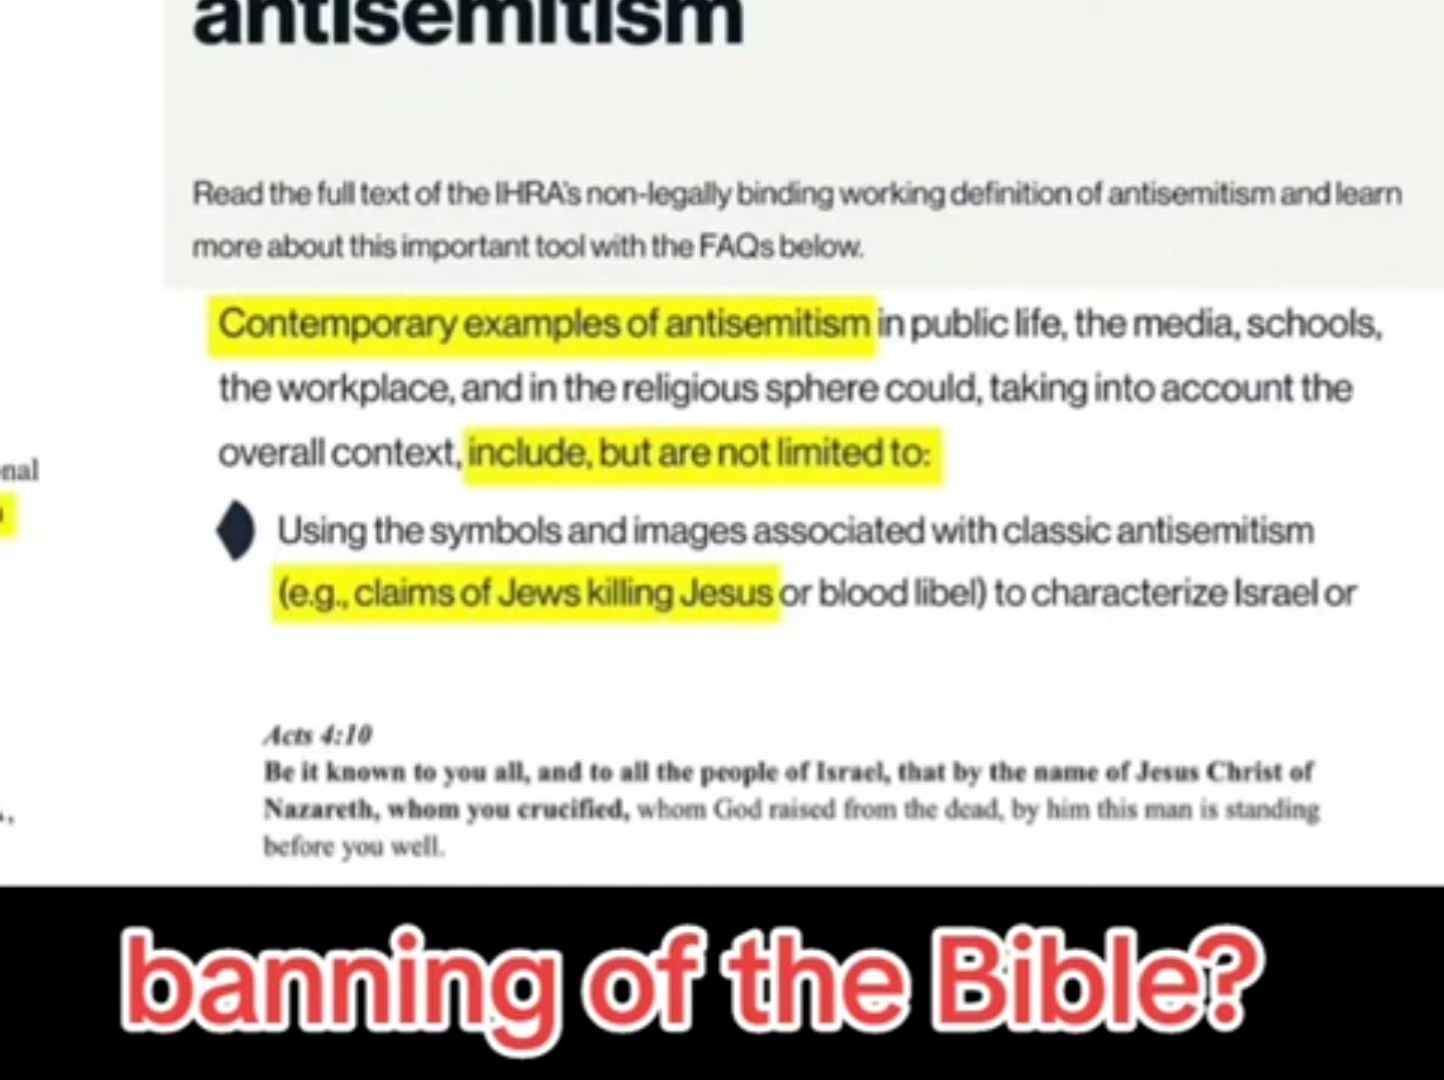 antisemitism
Read the full text of the IHRA's non-legally binding working definition of antisemitism and learn
more about this important tool with the FAQs below.
Contemporary examples of antisemitism in public life, the media, schools,
the workplace, and in the religious sphere could, taking into account the
overall context, include, but are not limited to:
nal
Using the symbols and images associated with classic antisemitism
(e.g., claims of Jews killing Jesus or blood libel) to characterize Israel or
Acts 4:10
Be it known to you all, and to all the people of Israel, that by the name of Jesus Christ of
Nazareth, whom you crucified, whom God raised from the dead, by him this man is standing
before you well.
banning of the Bible?